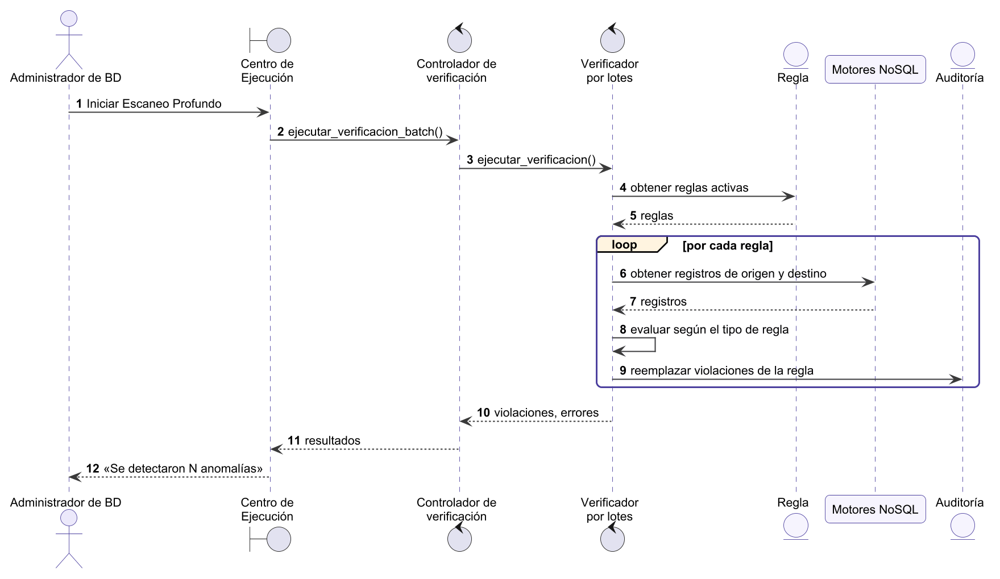 Administrador de BD
Centro de
Ejecución
Controlador de
verificación
Verificador
por lotes
Regla
Motores NoSQL
Auditoría
1 Iniciar Escaneo Profundo
2 ejecutar_verificacion_batch()
3 ejecutar_verificacion()
4 obtener reglas activas
5 reglas
loop [por cada regla]
6 obtener registros de origen y destino
7 registros
8 evaluar según el tipo de regla
9 reemplazar violaciones de la regla
10 violaciones, errores
11 resultados
12 «Se detectaron N anomalías»
Administrador de BD
Centro de
Ejecución
Controlador de
verificación
Verificador
por lotes
Regla
Motores NoSQL
Auditoría